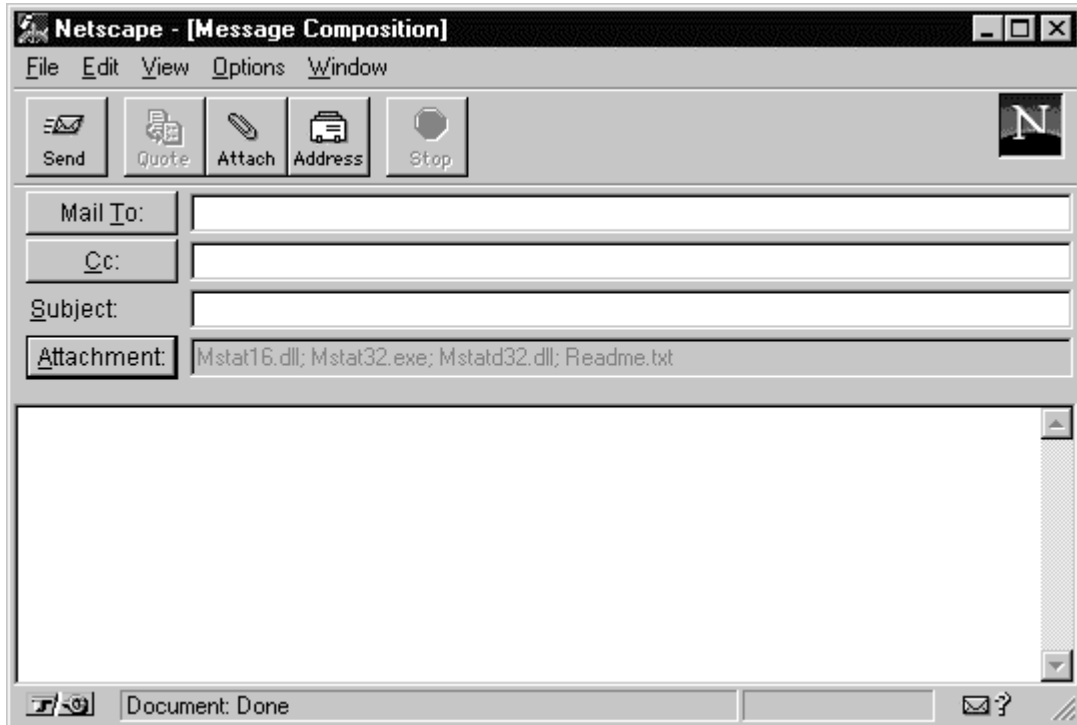 Netscape - [Message Composition]
File Edit View Options Window
Send Quote Attach Address Stop
N
Mail To:
Cc:
Subject:
Attachment: Mstat16.dll; Mstat32.exe; Mstatd32.dll; Readme.txt
Document: Done
?